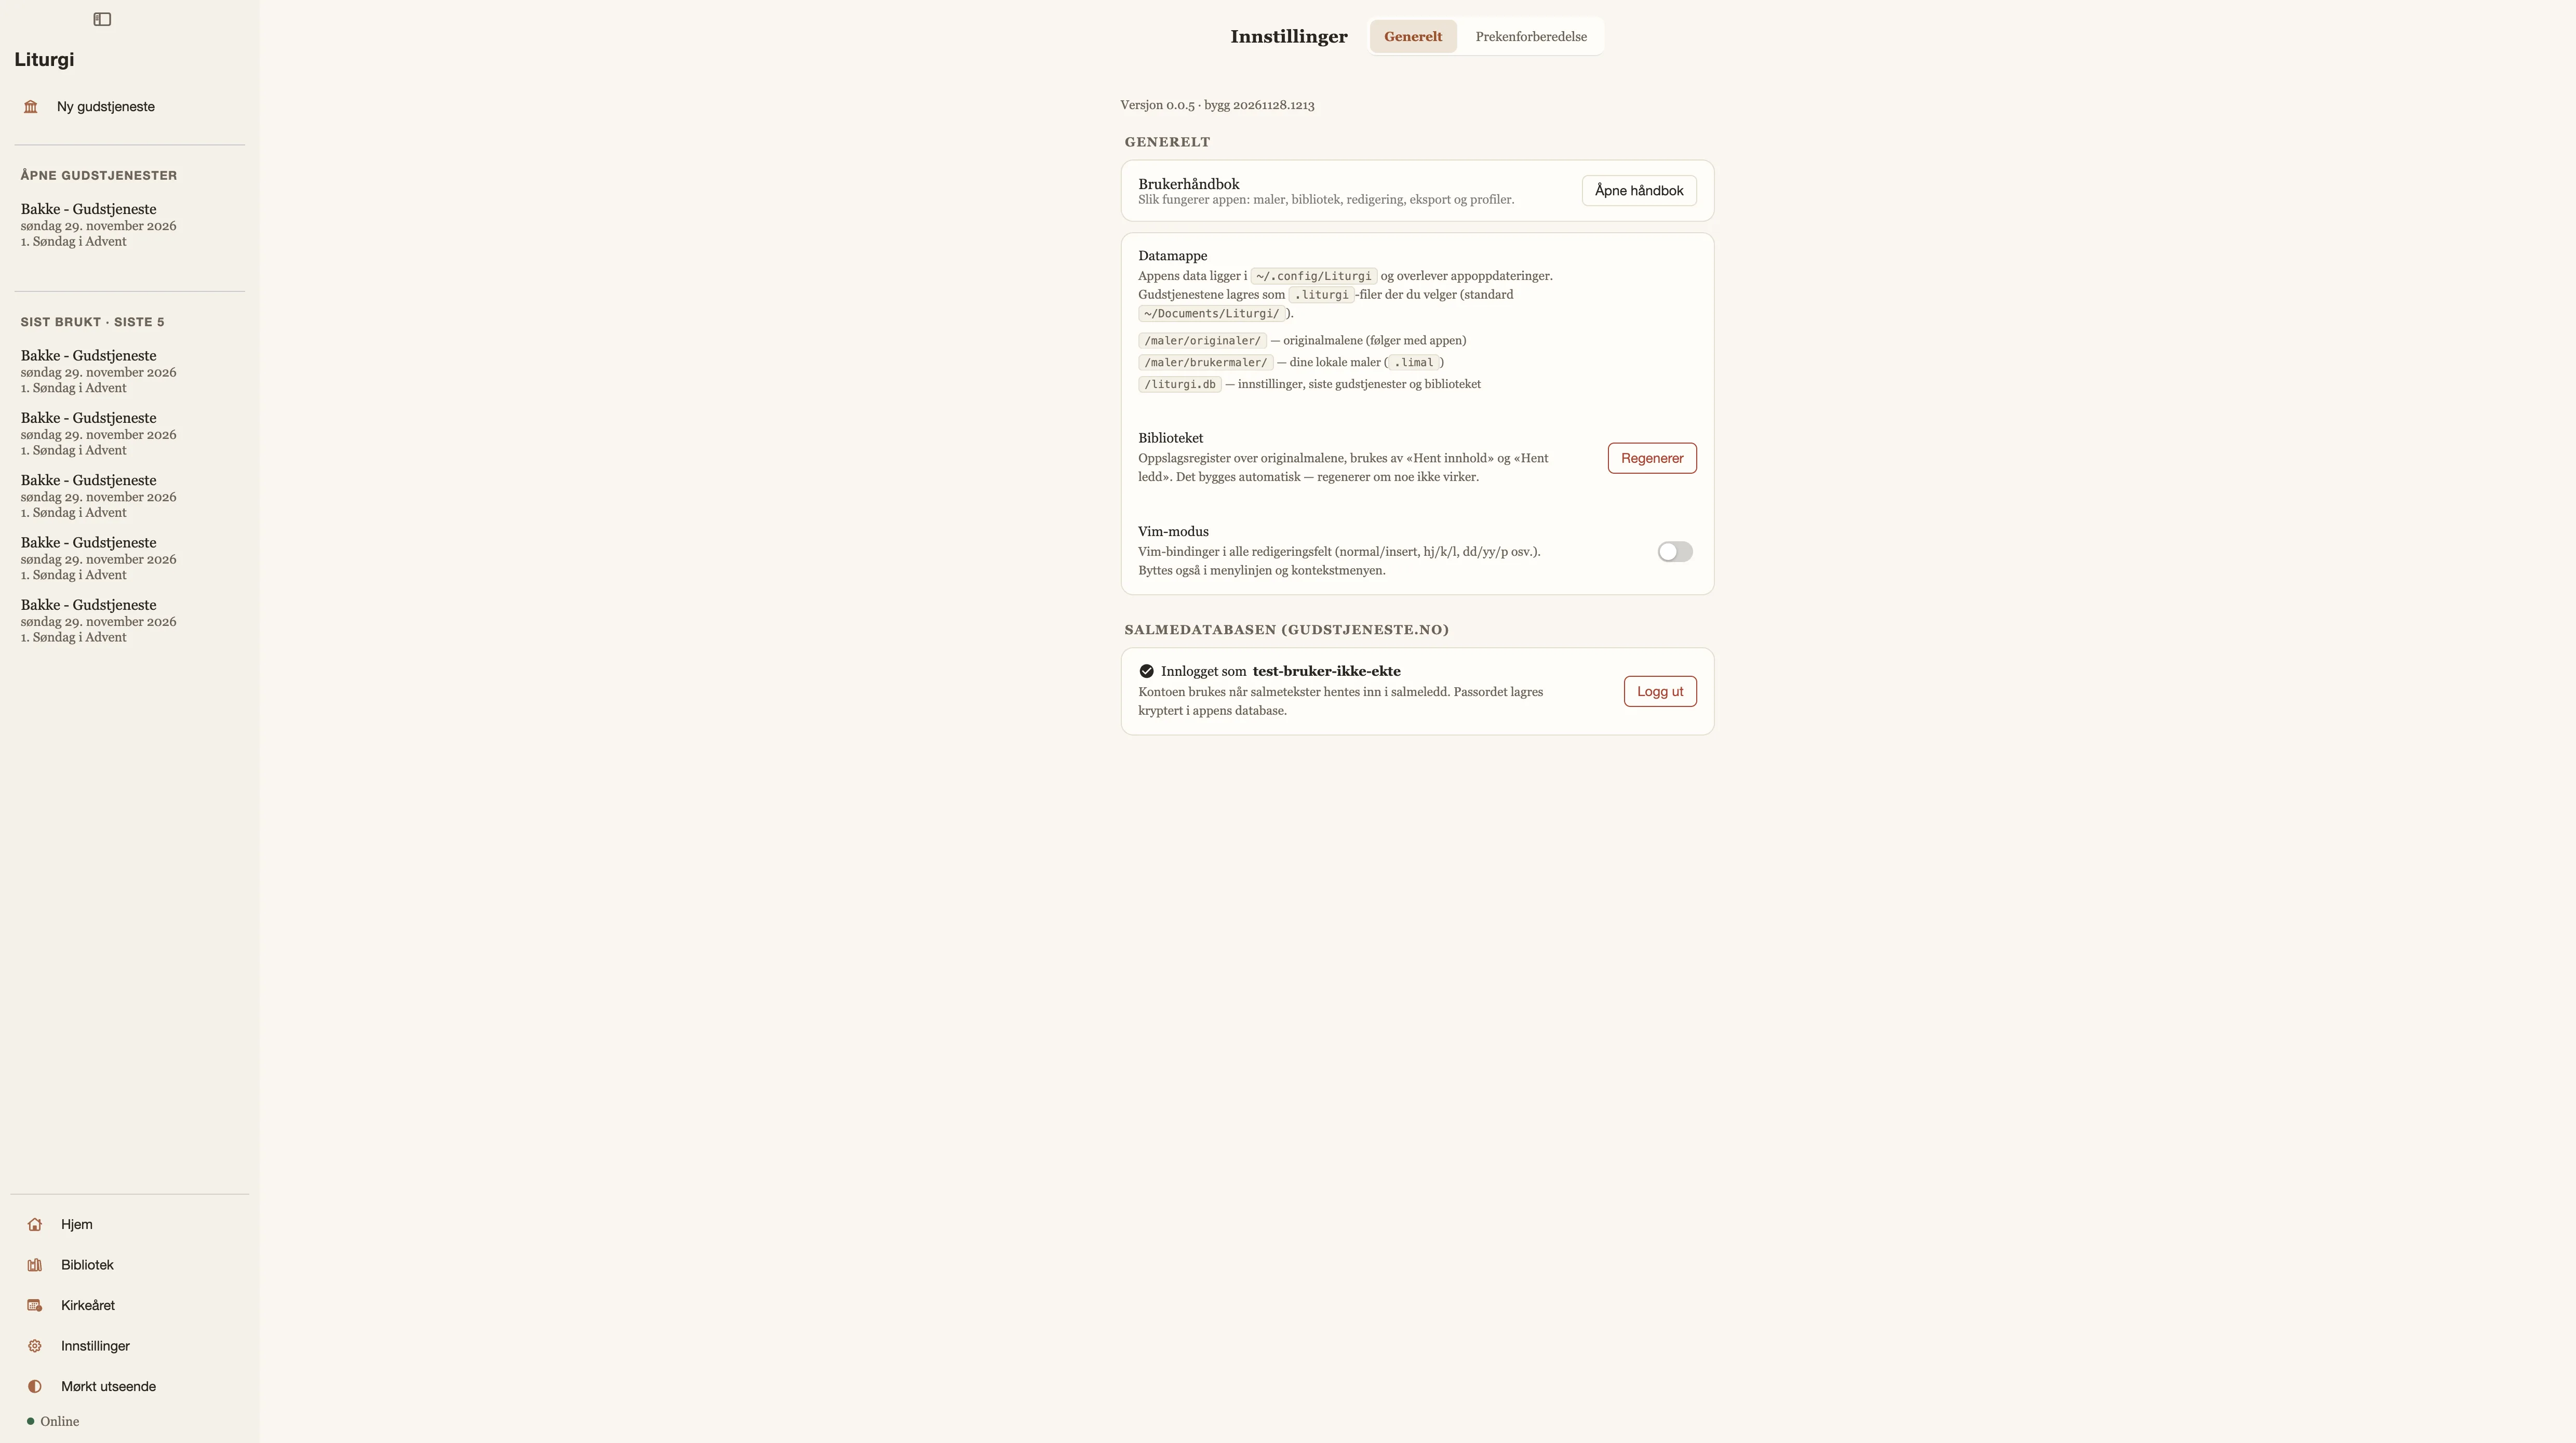 Liturgi
Ny gudstjeneste
ÅPNE GUDSTJENESTER
Bakke - Gudstjeneste
søndag 29. november 2026
1. Søndag i Advent
SIST BRUKT · SISTE 5
Bakke - Gudstjeneste
søndag 29. november 2026
1. Søndag i Advent
Bakke - Gudstjeneste
søndag 29. november 2026
1. Søndag i Advent
Bakke - Gudstjeneste
søndag 29. november 2026
1. Søndag i Advent
Bakke - Gudstjeneste
søndag 29. november 2026
1. Søndag i Advent
Bakke - Gudstjeneste
søndag 29. november 2026
1. Søndag i Advent
Hjem
Bibliotek
Kirkeåret
Innstillinger
Mørkt utseende
Online
Innstillinger Generelt Prekenforberedelse
Versjon 0.0.5 · bygg 20261128.1213
GENERELT
Brukerhåndbok
Slik fungerer appen: maler, bibliotek, redigering, eksport og profiler.
Åpne håndbok
Datamappe
Appens data ligger i ~/.config/Liturgi og overlever appoppdateringer.
Gudstjenestene lagres som .liturgi-filer der du velger (standard
~/Documents/Liturgi/).
/maler/originaler/ — originalmalene (følger med appen)
/maler/brukermaler/ — dine lokale maler (.limal)
/liturgi.db — innstillinger, siste gudstjenester og biblioteket
Biblioteket
Oppslagsregister over originalmalene, brukes av «Hent innhold» og «Hent
ledd». Det bygges automatisk — regenerer om noe ikke virker.
Regenerer
Vim-modus
Vim-bindinger i alle redigeringsfelt (normal/insert, hj/k/l, dd/yy/p osv.).
Byttes også i menylinjen og kontekstmenyen.
SALMEDATABASEN (GUDSTJENESTE.NO)
Innlogget som test-bruker-ikke-ekte
Kontoen brukes når salmetekster hentes inn i salmeledd. Passordet lagres
kryptert i appens database.
Logg ut